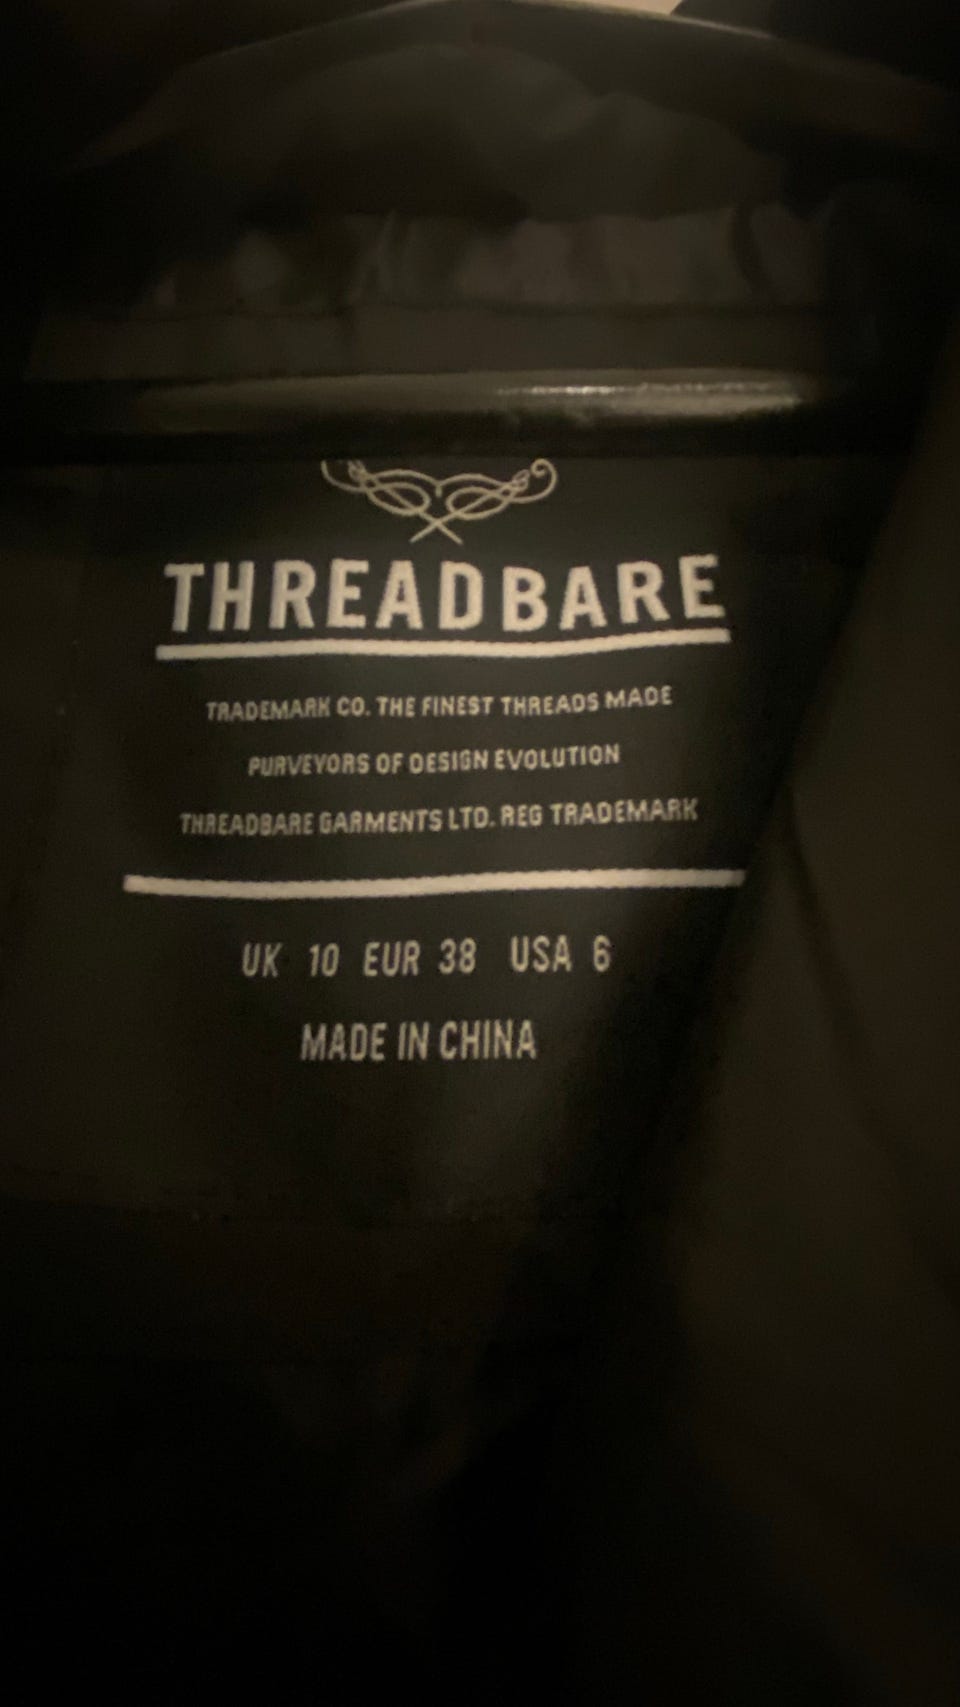 THREADBARE
TRADEMARK CO. THE FINEST THREADS MADE
PURVEYORS OF DESIGN EVOLUTION
THREADBARE GARMENTS LTD. REG TRADEMARK
UK 10 EUR 38 USA 6
MADE IN CHINA